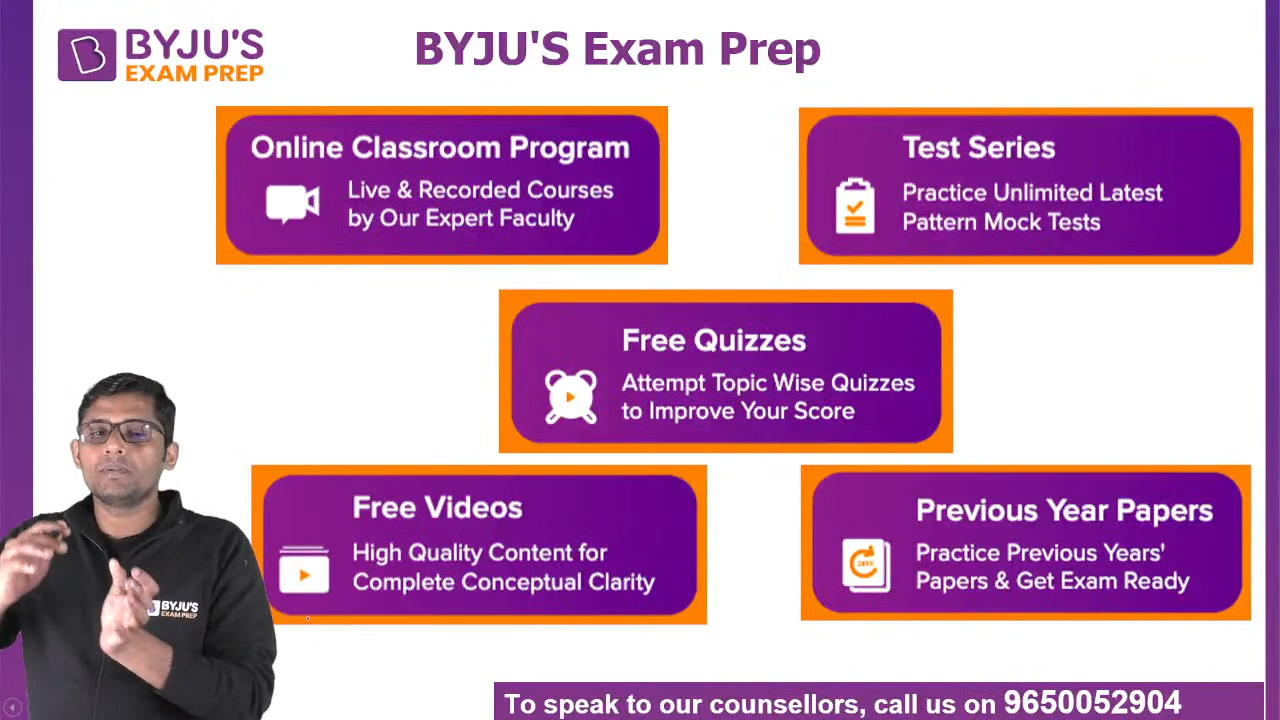 BYJU'S
EXAM PREP
BYJU'S Exam Prep
Online Classroom Program
Live & Recorded Courses
by Our Expert Faculty
Test Series
Practice Unlimited Latest
Pattern Mock Tests
Free Quizzes
Attempt Topic Wise Quizzes
to Improve Your Score
Free Videos
High Quality Content for
Complete Conceptual Clarity
Previous Year Papers
Practice Previous Years'
Papers & Get Exam Ready
BYJU'S
EXAM PREP
To speak to our counsellors, call us on 9650052904